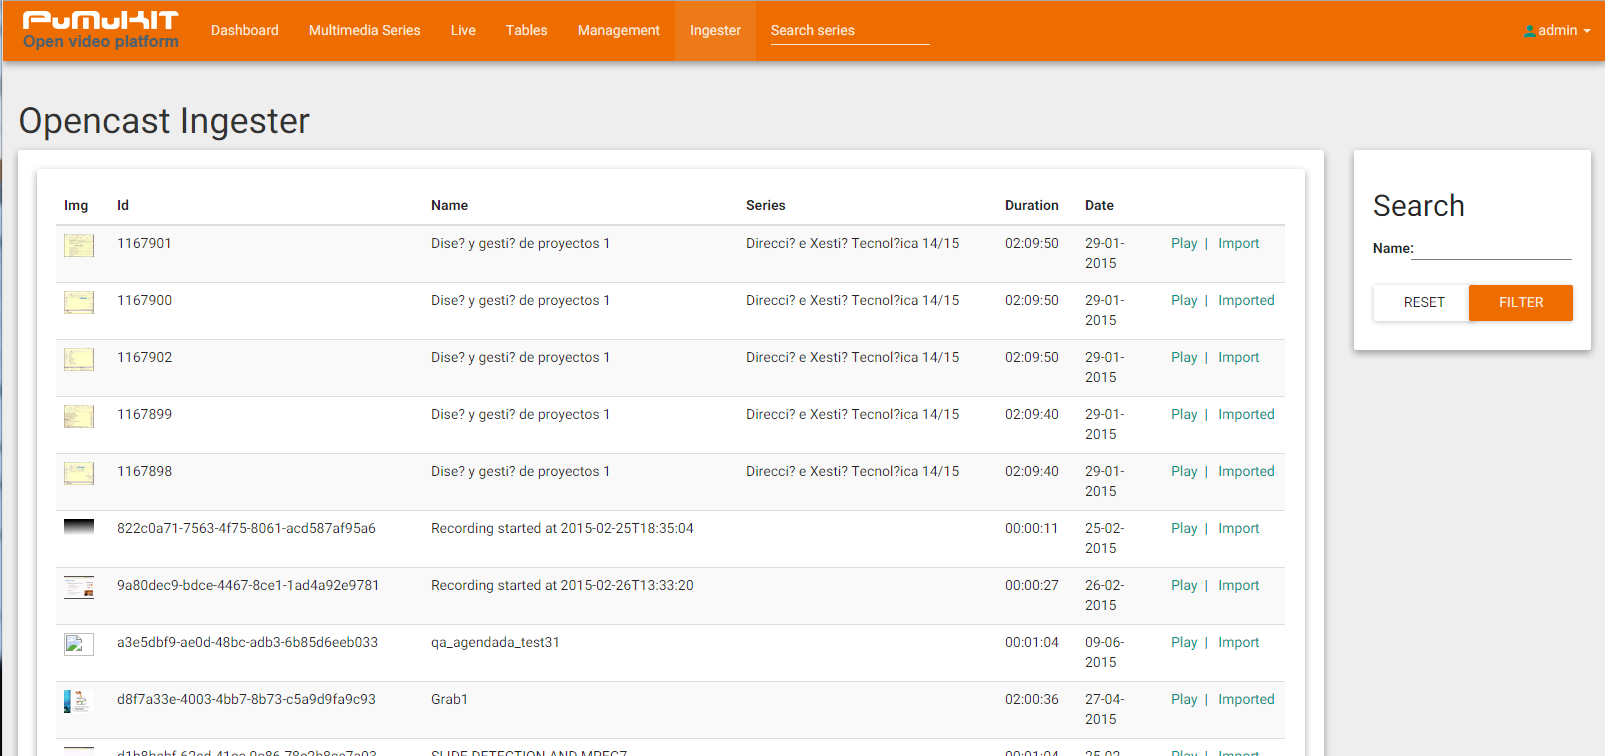 PuMuKIT
Open video platform
Dashboard Multimedia Series Live Tables Management Ingester Search series admin
Opencast Ingester
Img Id Name Series Duration Date
1167901 Dise? y gesti? de proyectos 1 Direcci? e Xesti? Tecnol?ica 14/15 02:09:50 29-01-2015 Play | Import
1167900 Dise? y gesti? de proyectos 1 Direcci? e Xesti? Tecnol?ica 14/15 02:09:50 29-01-2015 Play | Imported
1167902 Dise? y gesti? de proyectos 1 Direcci? e Xesti? Tecnol?ica 14/15 02:09:50 29-01-2015 Play | Import
1167899 Dise? y gesti? de proyectos 1 Direcci? e Xesti? Tecnol?ica 14/15 02:09:40 29-01-2015 Play | Imported
1167898 Dise? y gesti? de proyectos 1 Direcci? e Xesti? Tecnol?ica 14/15 02:09:40 29-01-2015 Play | Imported
822c0a71-7563-4f75-8061-acd587af95a6 Recording started at 2015-02-25T18:35:04 00:00:11 25-02-2015 Play | Import
9a80dec9-bdce-4467-8ce1-1ad4a92e9781 Recording started at 2015-02-26T13:33:20 00:00:27 26-02-2015 Play | Import
a3e5dbf9-ae0d-48bc-adb3-6b85d6eeb033 qa_agendada_test31 00:01:04 09-06-2015 Play | Import
d8f7a33e-4003-4bb7-8b73-c5a9d9fa9c93 Grab1 02:00:36 27-04-2015 Play | Imported
SLIDE DETECTION AND MPEG7 00:01:04 25-02- Play | Import
Search
Name:
RESET FILTER